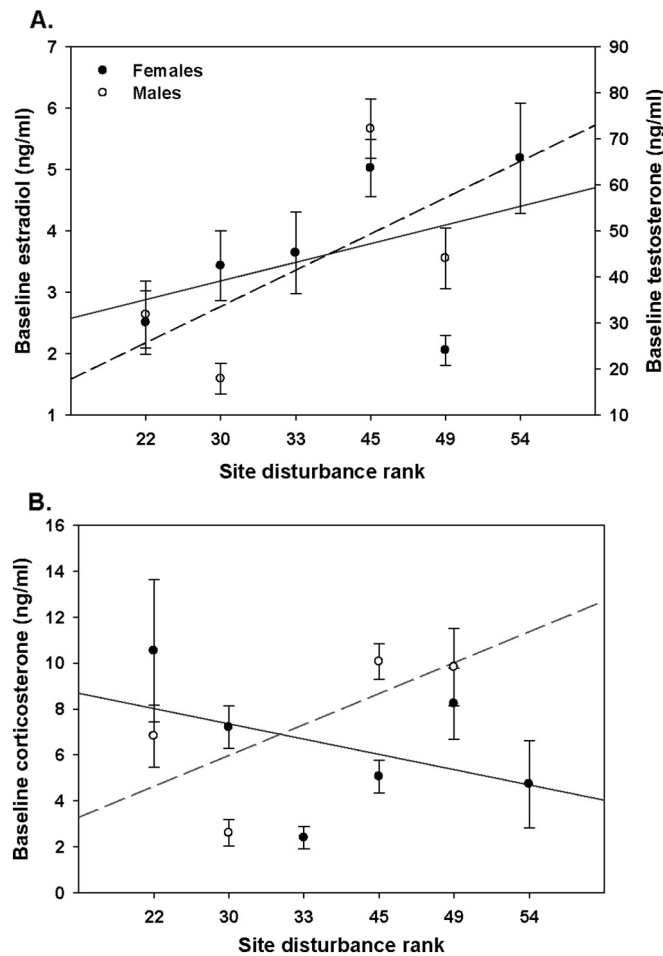 A.
Females
Males
7
6
5
4
3
2
1
Baseline estradiol (ng/ml)
90
80
70
60
50
40
30
20
10
Baseline testosterone (ng/ml)
22 30 33 45 49 54
Site disturbance rank
B.
16
14
12
10
8
6
4
2
0
Baseline corticosterone (ng/ml)
22 30 33 45 49 54
Site disturbance rank